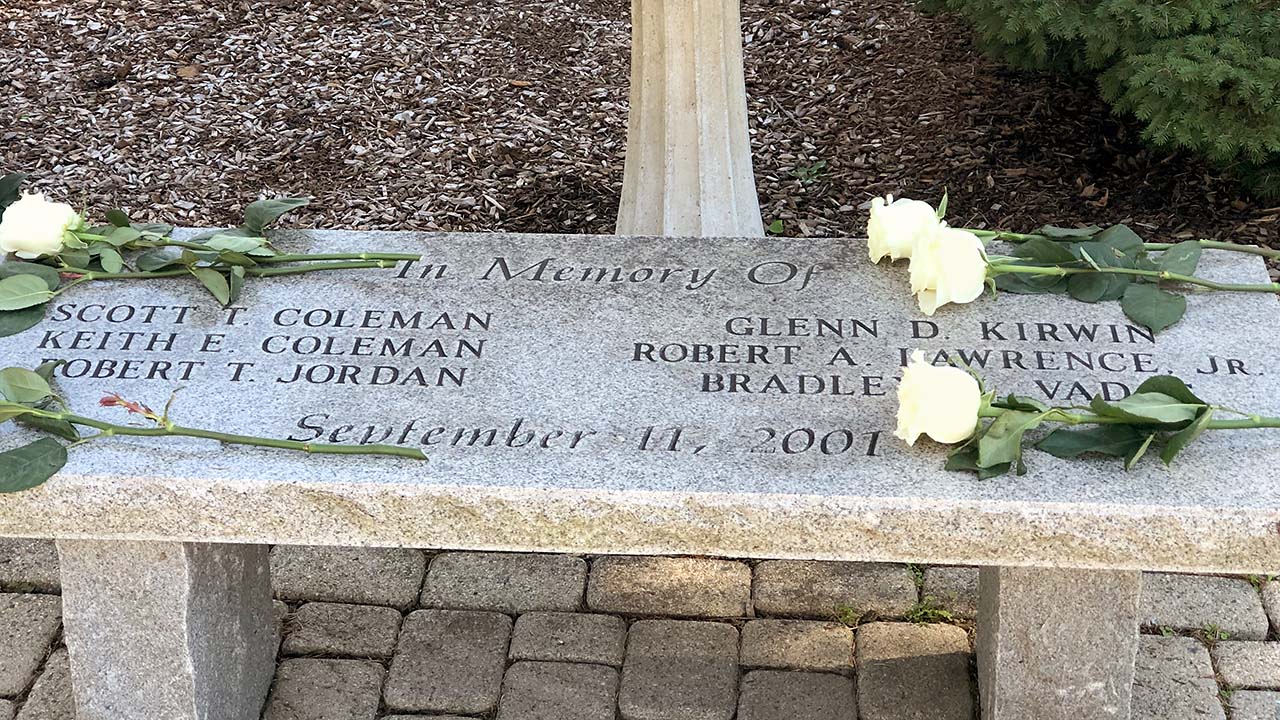 In Memory Of
SCOTT T. COLEMAN
KEITH E. COLEMAN
ROBERT T. JORDAN
GLENN D. KIRWIN
ROBERT A. LAWRENCE, JR.
September 11, 2001